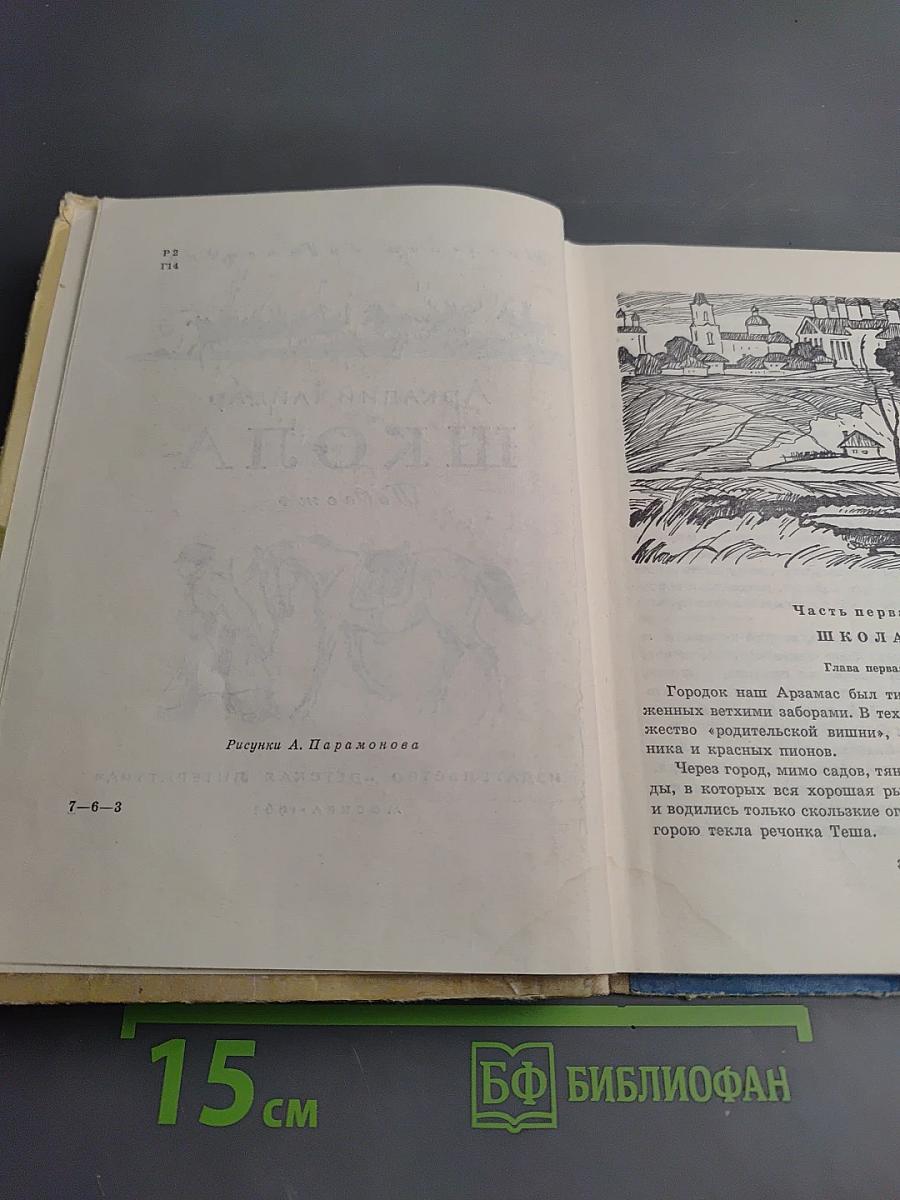 Р2
Г14
Рисунки А. Парамонова
7—6—3
Часть перва
ШКОЛА
Глава первая
Городок наш Арзамас был ти
женных ветхими заборами. В тех
жество «родительской вишни»,
ника и красных пионов.
Через город, мимо садов, тян
ды, в которых вся хорошая ры
и водились только скользкие ог
горою текла речонка Теша.
15 см
БФ БИБЛИОФАН